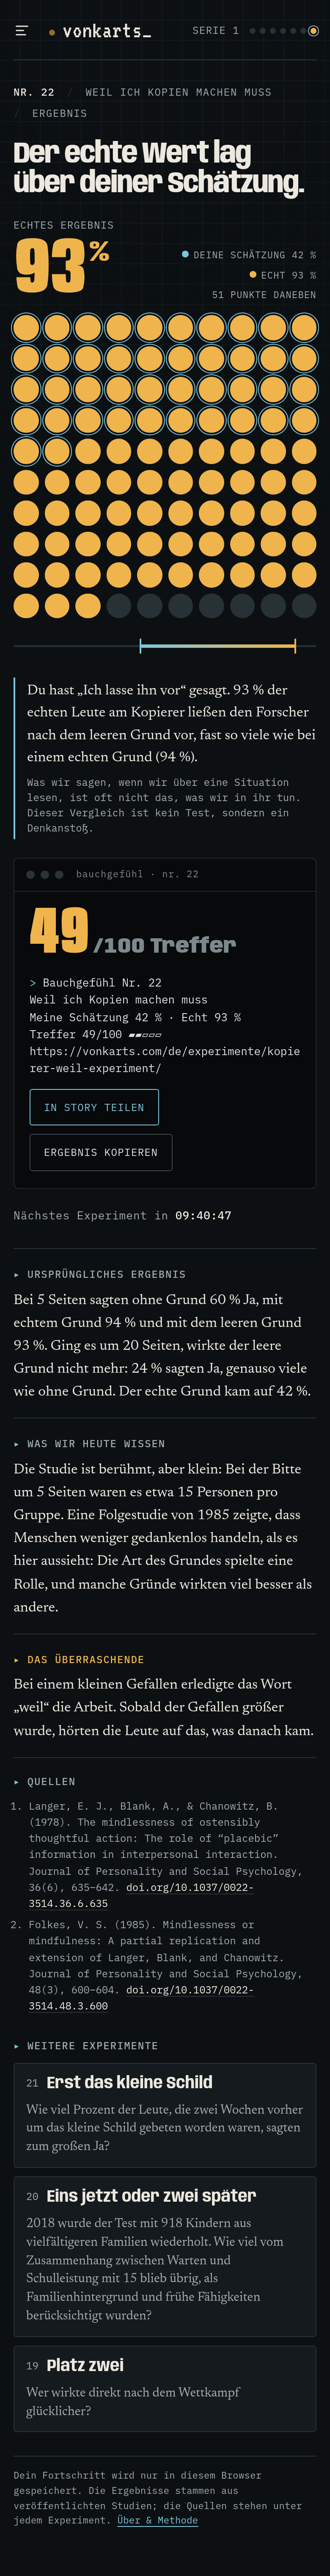 vonkarts_
SERIE 1
NR. 22 / WEIL ICH KOPIEN MACHEN MUSS
/ ERGEBNIS
Der echte Wert lag
über deiner Schätzung.
ECHTES ERGEBNIS
93%
DEINE SCHÄTZUNG 42 %
ECHT 93 %
51 PUNKTE DANEBEN
Du hast „Ich lasse ihn vor“ gesagt. 93 % der
echten Leute am Kopierer ließen den Forscher
nach dem leeren Grund vor, fast so viele wie bei
einem echten Grund (94 %).
Was wir sagen, wenn wir über eine Situation
lesen, ist oft nicht das, was wir in ihr tun.
Dieser Vergleich ist kein Test, sondern ein
Denkanstoß.
bauchgefühl · nr. 22
49/100 Treffer
> Bauchgefühl Nr. 22
Weil ich Kopien machen muss
Meine Schätzung 42 % · Echt 93 %
Treffer 49/100 ▰▰▱▱▱
https://vonkarts.com/de/experimente/kopie
rer-weil-experiment/
IN STORY TEILEN
ERGEBNIS KOPIEREN
Nächstes Experiment in 09:40:47
▸ URSPRÜNGLICHES ERGEBNIS
Bei 5 Seiten sagten ohne Grund 60 % Ja, mit
echtem Grund 94 % und mit dem leeren Grund
93 %. Ging es um 20 Seiten, wirkte der leere
Grund nicht mehr: 24 % sagten Ja, genauso viele
wie ohne Grund. Der echte Grund kam auf 42 %.
▸ WAS WIR HEUTE WISSEN
Die Studie ist berühmt, aber klein: Bei der Bitte
um 5 Seiten waren es etwa 15 Personen pro
Gruppe. Eine Folgestudie von 1985 zeigte, dass
Menschen weniger gedankenlos handeln, als es
hier aussieht: Die Art des Grundes spielte eine
Rolle, und manche Gründe wirkten viel besser als
andere.
▸ DAS ÜBERRASCHENDE
Bei einem kleinen Gefallen erledigte das Wort
„weil“ die Arbeit. Sobald der Gefallen größer
wurde, hörten die Leute auf das, was danach kam.
▸ QUELLEN
1. Langer, E. J., Blank, A., & Chanowitz, B.
(1978). The mindlessness of ostensibly
thoughtful action: The role of “placebic”
information in interpersonal interaction.
Journal of Personality and Social Psychology,
36(6), 635–642. doi.org/10.1037/0022-
3514.36.6.635
2. Folkes, V. S. (1985). Mindlessness or
mindfulness: A partial replication and
extension of Langer, Blank, and Chanowitz.
Journal of Personality and Social Psychology,
48(3), 600–604. doi.org/10.1037/0022-
3514.48.3.600
▸ WEITERE EXPERIMENTE
21 Erst das kleine Schild
Wie viel Prozent der Leute, die zwei Wochen vorher
um das kleine Schild gebeten worden waren, sagten
zum großen Ja?
20 Eins jetzt oder zwei später
2018 wurde der Test mit 918 Kindern aus
vielfältigeren Familien wiederholt. Wie viel vom
Zusammenhang zwischen Warten und
Schulleistung mit 15 blieb übrig, als
Familienhintergrund und frühe Fähigkeiten
berücksichtigt wurden?
19 Platz zwei
Wer wirkte direkt nach dem Wettkampf
glücklicher?
Dein Fortschritt wird nur in diesem Browser
gespeichert. Die Ergebnisse stammen aus
veröffentlichten Studien; die Quellen stehen unter
jedem Experiment. Über & Methode